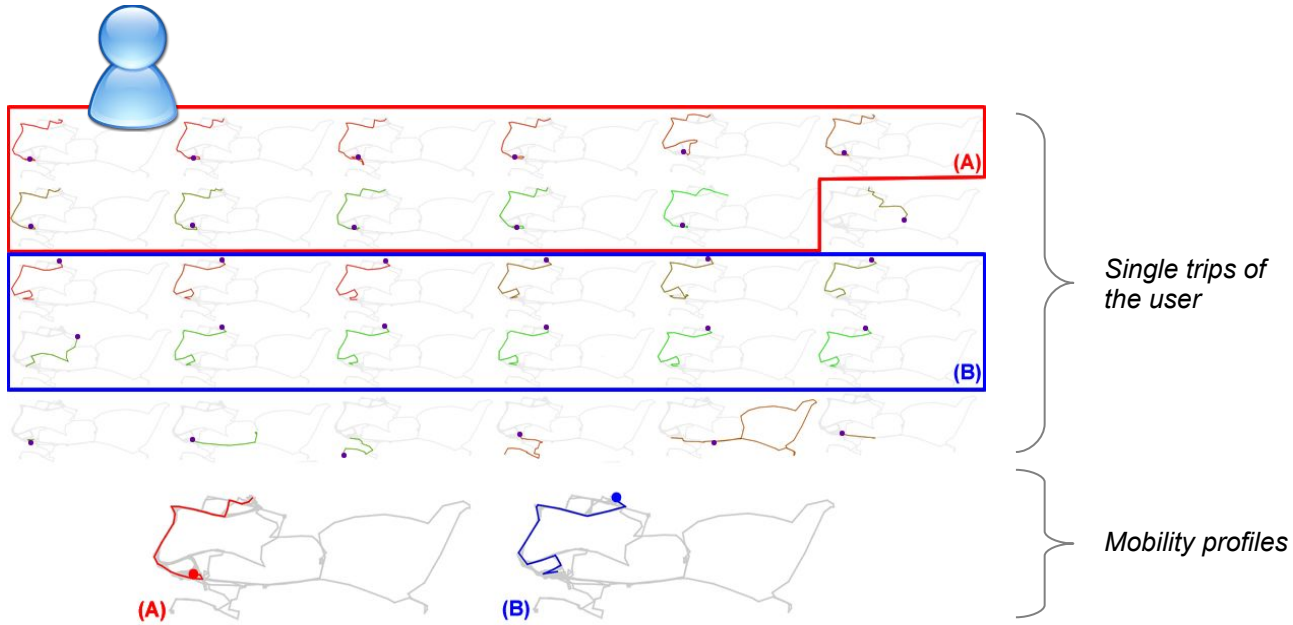 (A)
Single trips of
the user
(B)
Mobility profiles
(A)
(B)